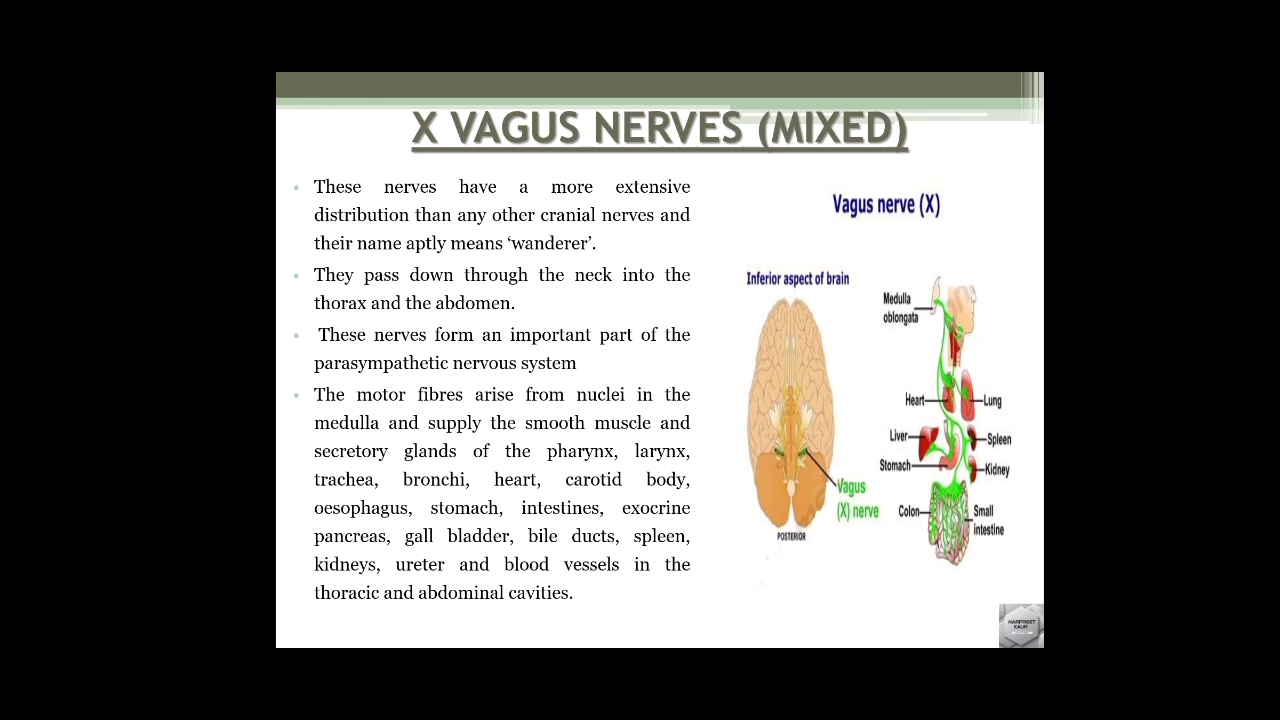 X VAGUS NERVES (MIXED)
• These nerves have a more extensive
distribution than any other cranial nerves and
their name aptly means ‘wanderer’.
• They pass down through the neck into the
thorax and the abdomen.
• These nerves form an important part of the
parasympathetic nervous system
• The motor fibres arise from nuclei in the
medulla and supply the smooth muscle and
secretory glands of the pharynx, larynx,
trachea, bronchi, heart, carotid body,
oesophagus, stomach, intestines, exocrine
pancreas, gall bladder, bile ducts, spleen,
kidneys, ureter and blood vessels in the
thoracic and abdominal cavities.
Vagus nerve (X)
Inferior aspect of brain
Vagus
(X) nerve
POSTERIOR
Medulla
oblongata
Heart
Lung
Liver
Spleen
Stomach
Kidney
Colon
Small
intestine
HARPREET
KAUR